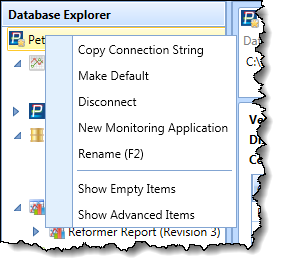 Database Explorer
Pet
Copy Connection String
Make Default
Disconnect
New Monitoring Application
Rename (F2)
Show Empty Items
Show Advanced Items
Reformer Report (Revision 3)
Da
C:\
Ve
Di
Ce